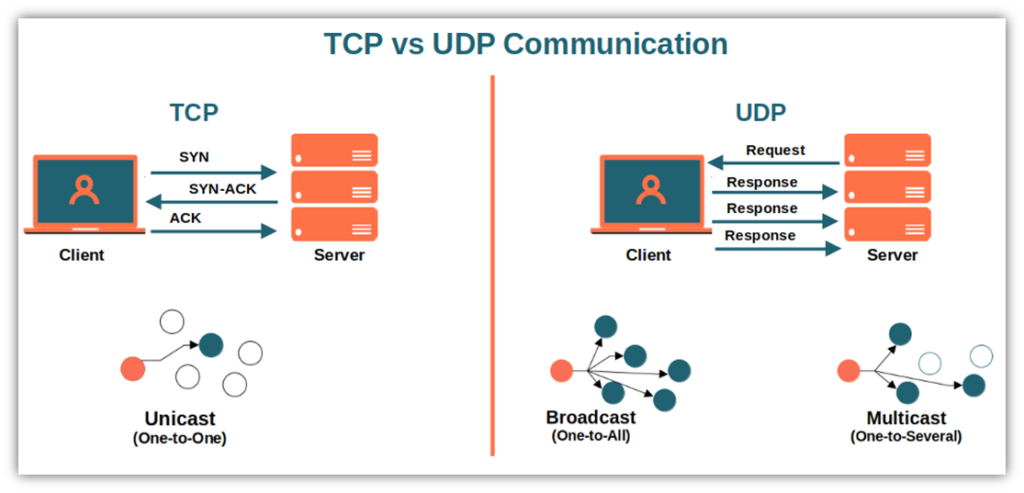 TCP vs UDP Communication
TCP
SYN
SYN-ACK
ACK
Client
Server
Unicast
(One-to-One)
UDP
Request
Response
Response
Response
Client
Server
Broadcast
(One-to-All)
Multicast
(One-to-Several)